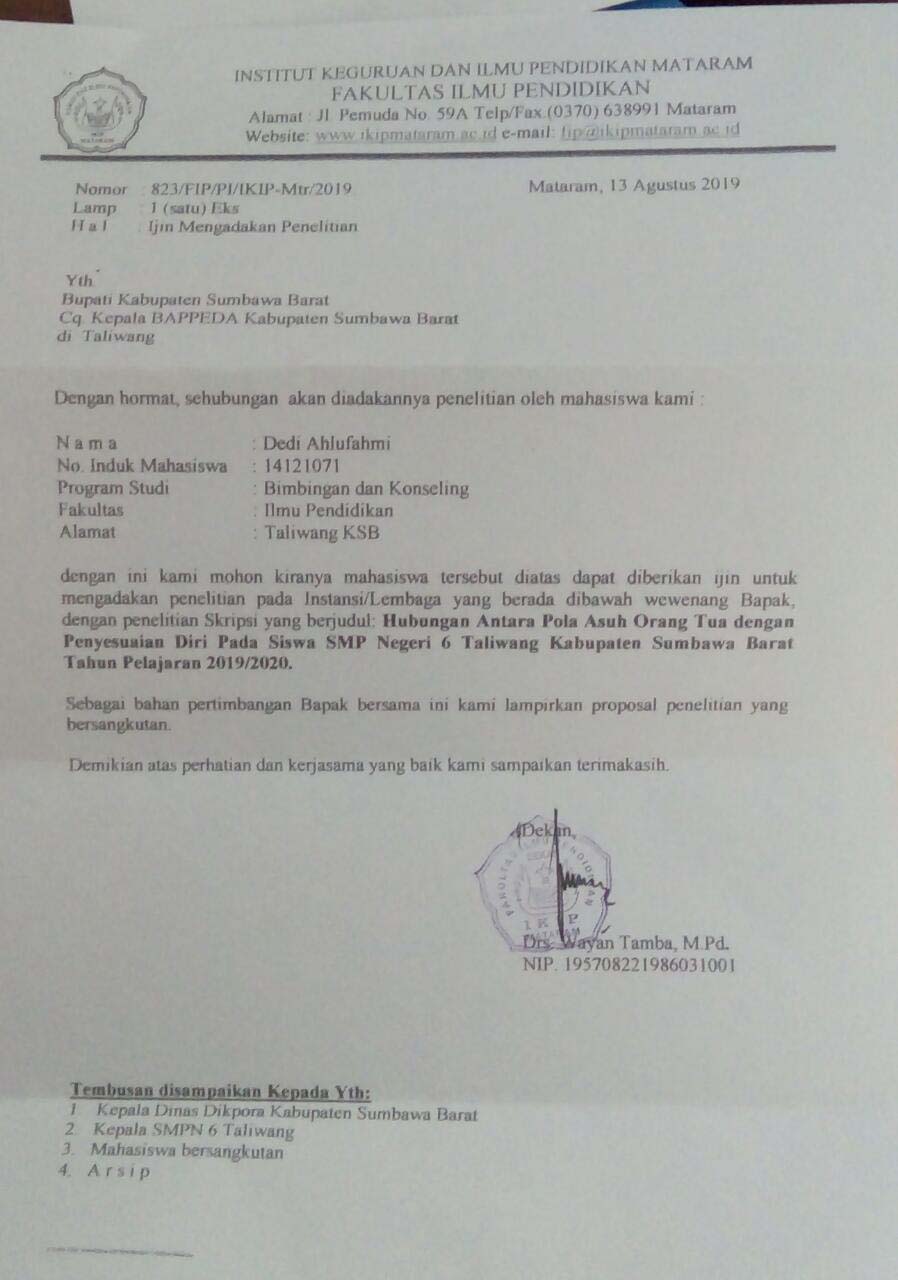 INSTITUT KEGURUAN DAN ILMU PENDIDIKAN MATARAM
FAKULTAS ILMU PENDIDIKAN
Alamat : Jl. Pemuda No. 59A Telp/Fax.(0370) 638991 Mataram
Website: www.ikipmataram.ac.id e-mail: fip@ikipmataram.ac.id
Nomor : 823/FIP/PI/IKIP-Mtr/2019
Mataram, 13 Agustus 2019
Lamp : 1 (satu) Eks
H a l : Ijin Mengadakan Penelitian
Yth.
Bupati Kabupaten Sumbawa Barat
Cq. Kepala BAPPEDA Kabupaten Sumbawa Barat
di Taliwang
Dengan hormat, sehubungan akan diadakannya penelitian oleh mahasiswa kami :
N a m a : Dedi Ahlufahmi
No. Induk Mahasiswa : 14121071
Program Studi : Bimbingan dan Konseling
Fakultas : Ilmu Pendidikan
Alamat : Taliwang KSB
dengan ini kami mohon kiranya mahasiswa tersebut diatas dapat diberikan ijin untuk
mengadakan penelitian pada Instansi/Lembaga yang berada dibawah wewenang Bapak,
dengan penelitian Skripsi yang berjudul: Hubungan Antara Pola Asuh Orang Tua dengan
Penyesuaian Diri Pada Siswa SMP Negeri 6 Taliwang Kabupaten Sumbawa Barat
Tahun Pelajaran 2019/2020.
Sebagai bahan pertimbangan Bapak bersama ini kami lampirkan proposal penelitian yang
bersangkutan.
Demikian atas perhatian dan kerjasama yang baik kami sampaikan terimakasih.
Dekan,
FAKULTAS ILMU PENDIDIKAN
IKIP
MATARAM
Drs. Wayan Tamba, M.Pd.
NIP. 195708221986031001
Tembusan disampaikan Kepada Yth:
1. Kepala Dinas Dikpora Kabupaten Sumbawa Barat
2. Kepala SMPN 6 Taliwang
3. Mahasiswa bersangkutan
4. A r s i p